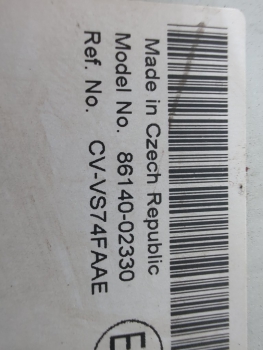 Made in Czech Republic
Model No. 86140-02330
Ref. No. CV-VS74FAAE
E